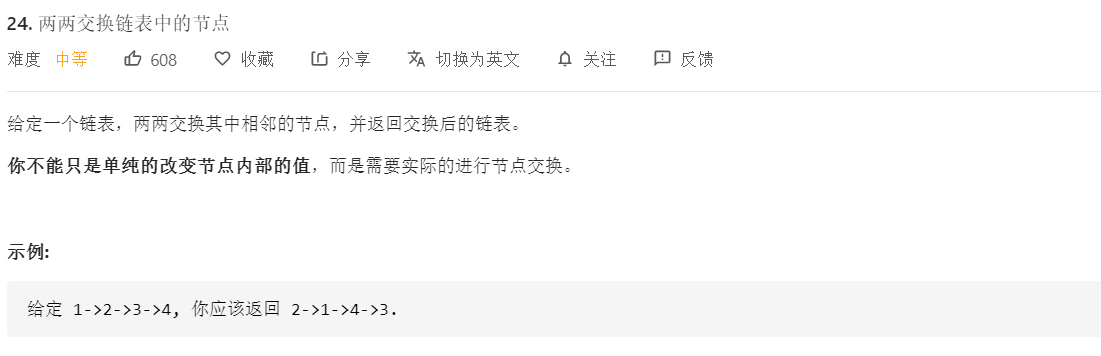 24. 两两交换链表中的节点
难度 中等 608 收藏 分享 切换为英文 关注 反馈
给定一个链表，两两交换其中相邻的节点，并返回交换后的链表。
你不能只是单纯的改变节点内部的值，而是需要实际的进行节点交换。
示例:
给定 1->2->3->4, 你应该返回 2->1->4->3.